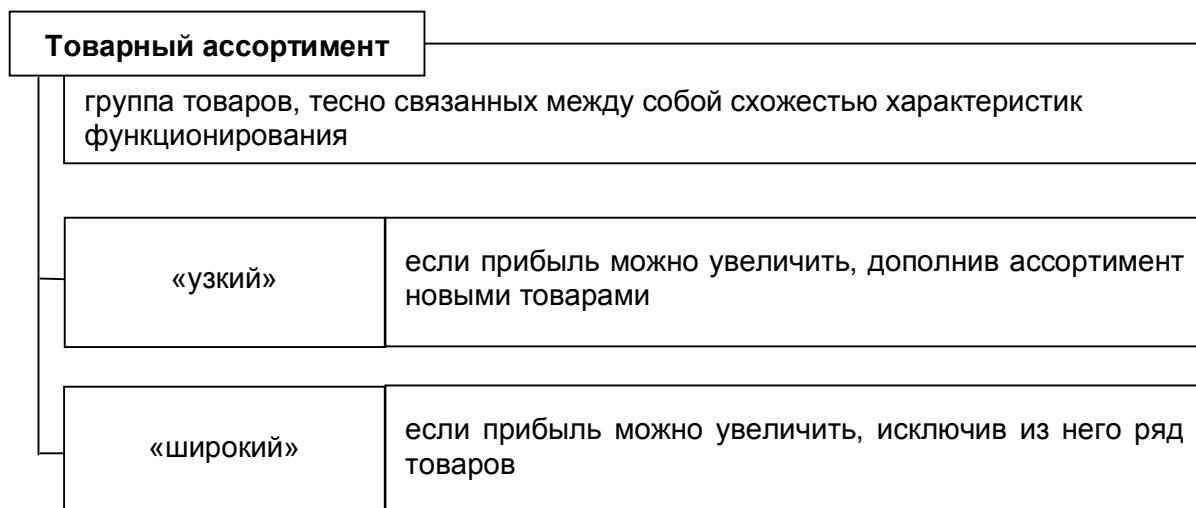 Товарный ассортимент
группа товаров, тесно связанных между собой схожестью характеристик
функционирования
«узкий»
если прибыль можно увеличить, дополнив ассортимент
новыми товарами
«широкий»
если прибыль можно увеличить, исключив из него ряд
товаров